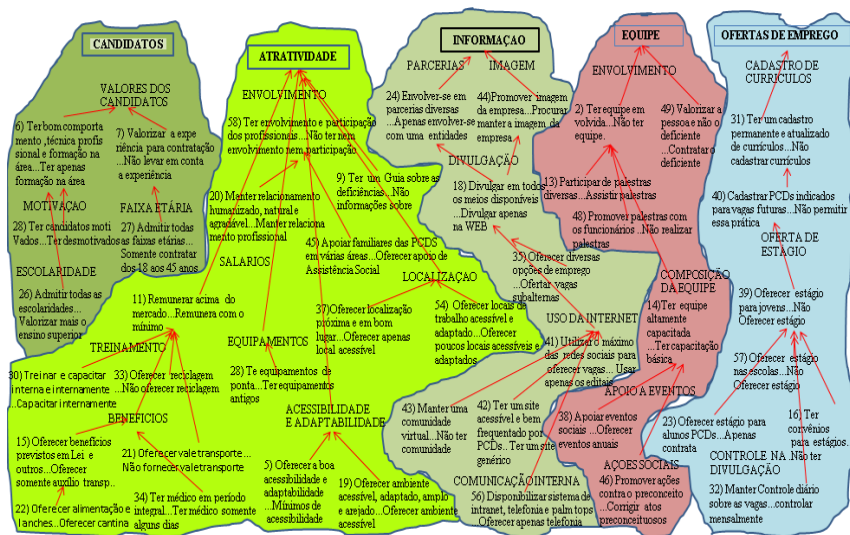 CANDIDATOS
VALORES DOS
CANDIDATOS
6) Ter bom comporta
mento ,técnica profis
sional e formação na
área...Ter apenas
formação na área
7) Valorizar a expe
riência para contratação
...Não levar em conta
a experiência
MOTIVAÇAO
28) Ter candidatos moti
Vados...Ter desmotivados
FAIXA ETÁRIA
27) Admitir todas
as faixas etárias...
Somente contratar
dos 18 aos 45 anos
ESCOLARIDADE
26) Admitir todas as
escolaridades...
Valorizar mais o
ensino superior
ATRATIVIDADE
ENVOLVIMENTO
58) Ter envolvimento e participação
dos profissionais...Não ter nem
envolvimento nem participação
20) Manter relacionamento
humanizado, natural e
agradável...Manter relaciona
mento profissional
9) Ter um Guia sobre as
deficiências...Não
informações sobre
45) Apoiar familiares das PCDS
em várias áreas...Oferecer apoio de
Assistência Social
SALÁRIOS
11) Remunerar acima do
mercado...Remunerar com o
mínimo
LOCALIZAÇAO
37)Oferecer localização
próxima e em bom
lugar...Oferecer apenas
local acessível
54) Oferecer locais de
trabalho acessível e
adaptado...Oferecer
poucos locais acessíveis e
adaptados
TREINAMENTO
30) Treinar e capacitar
interna e internamente
...Capacitar internamente
33) Oferecer reciclagem
...Não oferecer reciclagem
EQUIPAMENTOS
28) Ter equipamentos de
ponta...Ter equipamentos
antigos
BENEFÍCIOS
15) Oferecer benefícios
previstos em Lei e
outros...Oferecer
somente auxílio transp..
21) Oferecer vale transporte...
Não fornecer vale transporte
22) Oferecer alimentação e
lanches...Oferecer cantina
34) Ter médico em período
integral...Ter médico somente
alguns dias
ACESSIBILIDADE
E ADAPTABILIDADE
5) Oferecer a boa
acessibilidade e
adaptabilidade
...Mínimos de
acessibilidade
19) Oferecer ambiente
acessível, adaptado, amplo
e arejado...Oferecer ambiente
acessível
INFORMAÇAO
PARCERIAS
IMAGEM
24) Envolver-se em
parcerias diversas
...Apenas envolver-se
com uma entidades
44)Promover imagem
da empresa...Procurar
manter a imagem da
empresa
DIVULGAÇÃO
18) Divulgar em todos
os meios disponíveis
...Divulgar apenas
na WEB
35) Oferecer diversas
opções de emprego
...Ofertar vagas
subalternas
USO DA INTERNET
41) Utilizar o máximo
das redes sociais para
oferecer vagas... Usar
apenas os editais
43) Manter uma
comunidade
virtual...Não ter
comunidade
42) Ter um site
acessível e bem
frequentado por
PCDs...Ter um site
genérico
COMUNICAÇÃO INTERNA
56) Disponibilizar sistema de
intranet, telefonia e palm tops
Oferecer apenas telefonia
EQUIPE
ENVOLVIMENTO
2) Ter equipe en
volvida...Não ter
equipe.
49) Valorizar a
pessoa e não o
deficiente
...Contratar o
deficiente
13) Participar de palestras
diversas...Assistir palestras
48) Promover palestras com
os funcionários ...Não realizar
palestras
COMPOSIÇÃO
DA EQUIPE
14) Ter equipe
altamente
capacitada
...Ter capacitação
básica
APOIO A EVENTOS
38) Apoiar eventos
sociais ...Oferecer
eventos anuais
AÇOES SOCIAIS
46) Promover ações
contra o preconceito
...Corrigir atos
preconceituosos
OFERTAS DE EMPREGO
CADASTRO DE
CURRICULOS
31) Ter um cadastro
permanente e atualizado
de currículos...Não
cadastrar currículos
40) Cadastrar PCDs indicados
para vagas futuras...Não permitir
essa prática
OFERTA DE
ESTAGIO
39) Oferecer estágio
para jovens...Não
Oferecer estágio
57) Oferecer estágio
nas escolas...Não
Oferecer estágio
23) Oferecer estágio para
alunos PCDs...Apenas
contrata
16) Ter
convênios
para estágios.
..Não ter
CONTROLE NA
DIVULGAÇÃO
32) Manter Controle diário
sobre as vagas...controlar
mensalmente